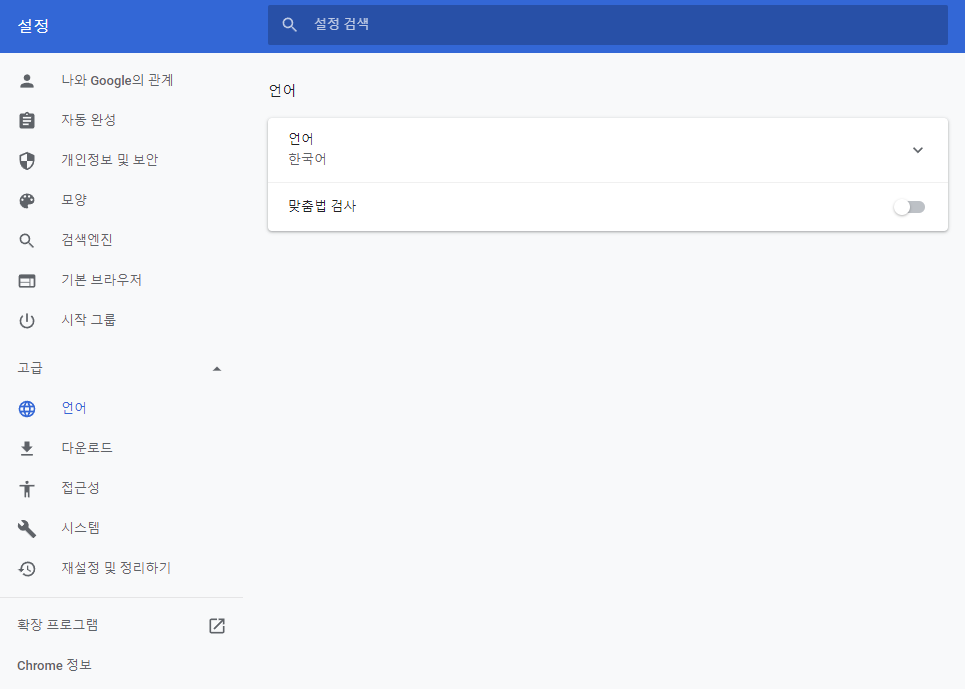 설정
설정 검색
나와 Google의 관계
자동 완성
개인정보 및 보안
모양
검색엔진
기본 브라우저
시작 그룹
고급
언어
다운로드
접근성
시스템
재설정 및 정리하기
확장 프로그램
Chrome 정보
언어
언어
한국어
맞춤법 검사